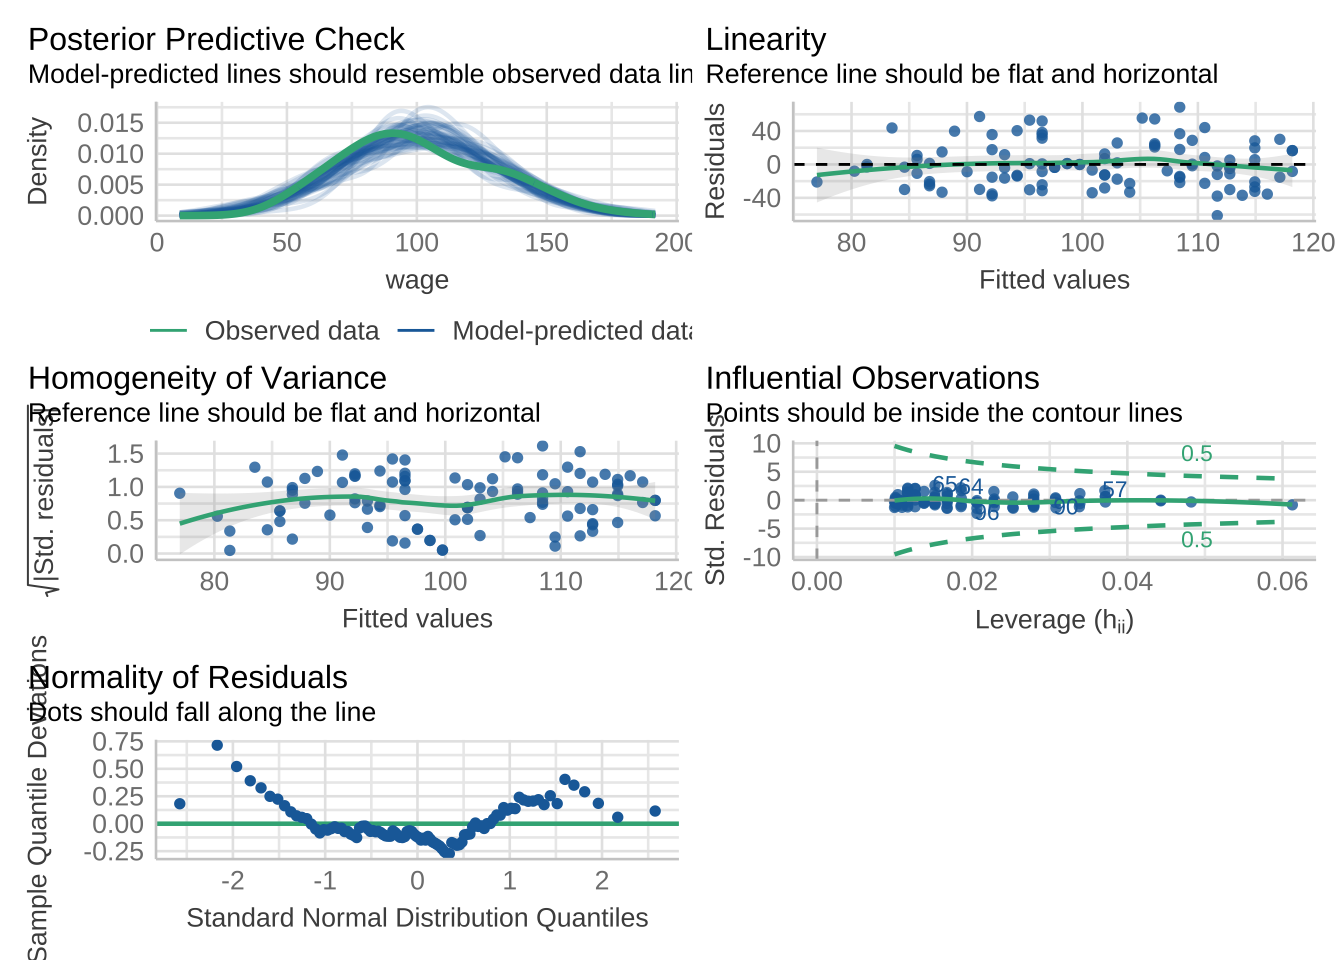 Posterior Predictive Check
Model-predicted lines should resemble observed data lin
Density
0.015
0.010
0.005
0.000
0 50 100 150 200
wage
Observed data Model-predicted data
Linearity
Reference line should be flat and horizontal
Residuals
40
0
-40
80 90 100 110 120
Fitted values
Homogeneity of Variance
Reference line should be flat and horizontal
√|Std. residuals|
1.5
1.0
0.5
0.0
80 90 100 110 120
Fitted values
Influential Observations
Points should be inside the contour lines
Std. Residuals
10
5
0
-5
-10
0.5
65 64 57
96 90
0.5
0.00 0.02 0.04 0.06
Leverage (hii)
Normality of Residuals
Dots should fall along the line
Sample Quantile Deviations
0.75
0.50
0.25
0.00
-0.25
-2 -1 0 1 2
Standard Normal Distribution Quantiles